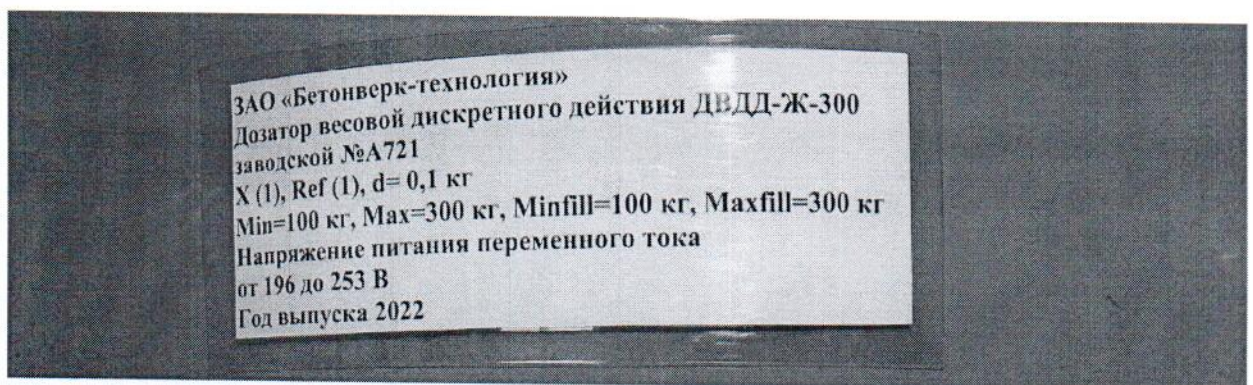 ЗАО «Бетонверк-технология»
Дозатор весовой дискретного действия ДВДД-Ж-300
заводской №А721
X (1), Ref (1), d= 0,1 кг
Min=100 кг, Max=300 кг, Minfill=100 кг, Maxfill=300 кг
Напряжение питания переменного тока
от 196 до 253 В
Год выпуска 2022